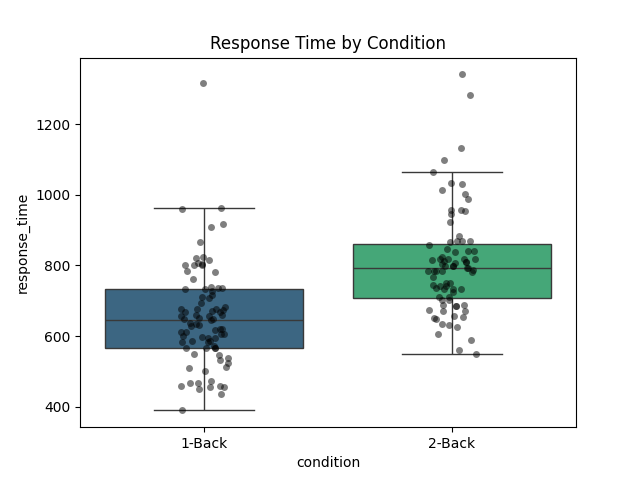 Response Time by Condition
1200
1000
800
600
400
response_time
1-Back
2-Back
condition